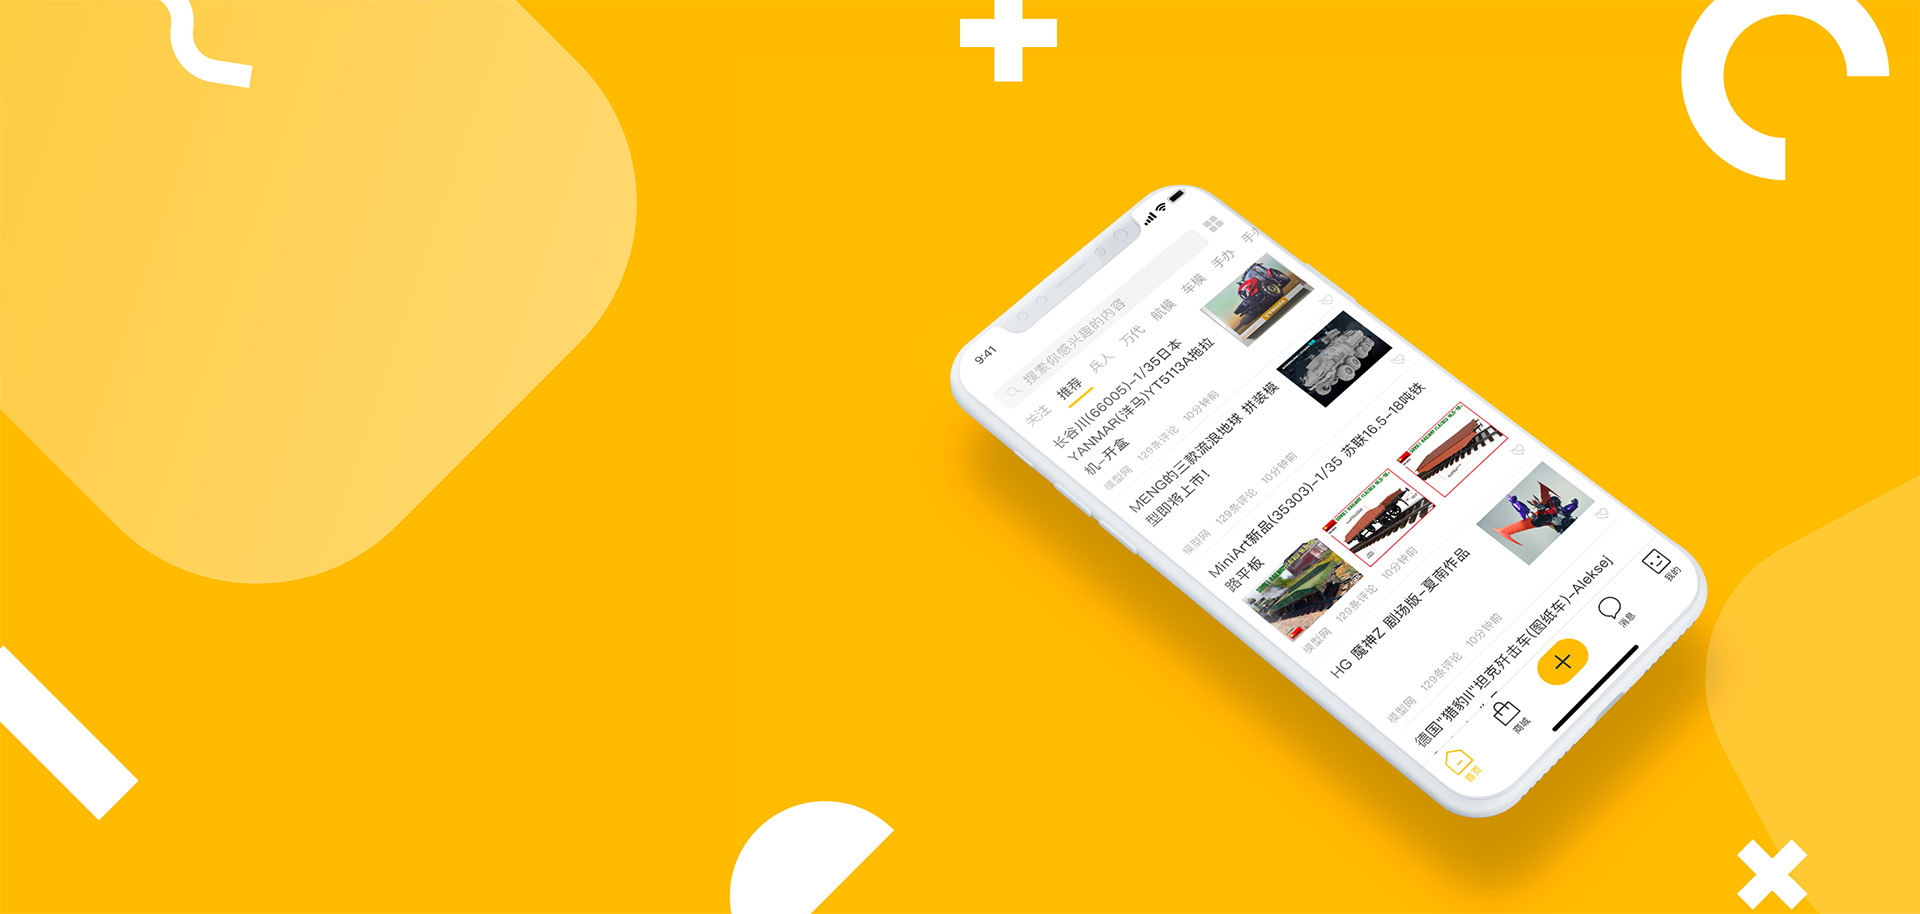 9:41
搜索你感兴趣的内容
关注 推荐 兵人 万代 航模 车模 手办
长谷川(66005)-1/35日本
YANMAR(洋马)YT5113A拖拉
机-开盒
模型网 129条评论 10分钟前
MENG的三款流浪地球 拼装模
型即将上市!
模型网 129条评论 10分钟前
MiniArt新品(35303)-1/35 苏联16.5-18吨铁
路平板
模型网 129条评论 10分钟前
HG 魔神Z 剧场版-夏南作品
模型网 129条评论 10分钟前
德国"猎豹II"坦克歼击车(图纸车)-Aleksej
首页
商城
消息
我的